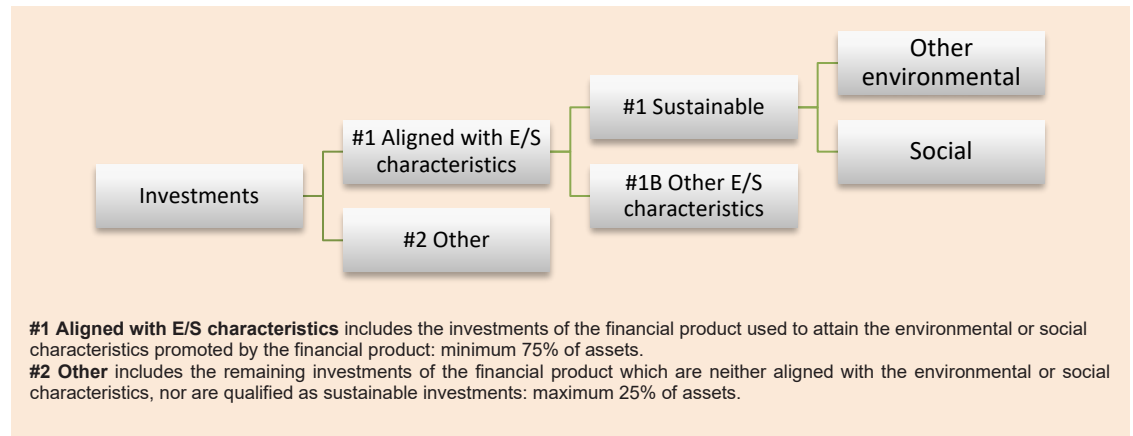 Investments
#1 Aligned with E/S
characteristics
#2 Other
#1 Sustainable
#1B Other E/S
characteristics
Other
environmental
Social
#1 Aligned with E/S characteristics includes the investments of the financial product used to attain the environmental or social
characteristics promoted by the financial product: minimum 75% of assets.
#2 Other includes the remaining investments of the financial product which are neither aligned with the environmental or social
characteristics, nor are qualified as sustainable investments: maximum 25% of assets.